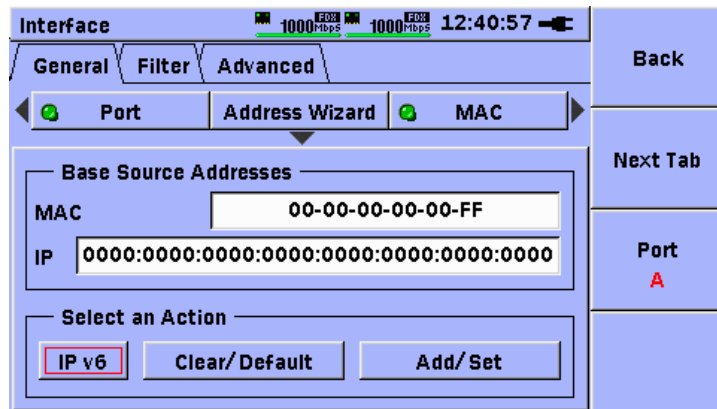 Interface 1000 FDX Mbps 1000 FDX Mbps 12:40:57
Back
General Filter Advanced
Port Address Wizard MAC
Next Tab
Base Source Addresses
MAC 00-00-00-00-00-FF
IP 0000:0000:0000:0000:0000:0000:0000:0000
Port
A
Select an Action
IP v6 Clear/Default Add/Set